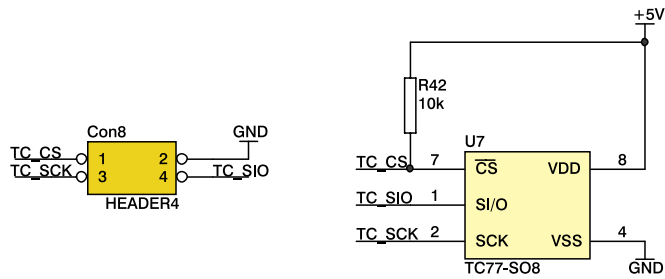 +5V
R42
10k
Con8
GND
U7
TC_CS 1 2
TC_SCK 3 4 TC_SIO
HEADER4
TC_CS 7 CS VDD 8
TC_SIO 1 SI/O
TC_SCK 2 SCK VSS 4
TC77-SO8
GND